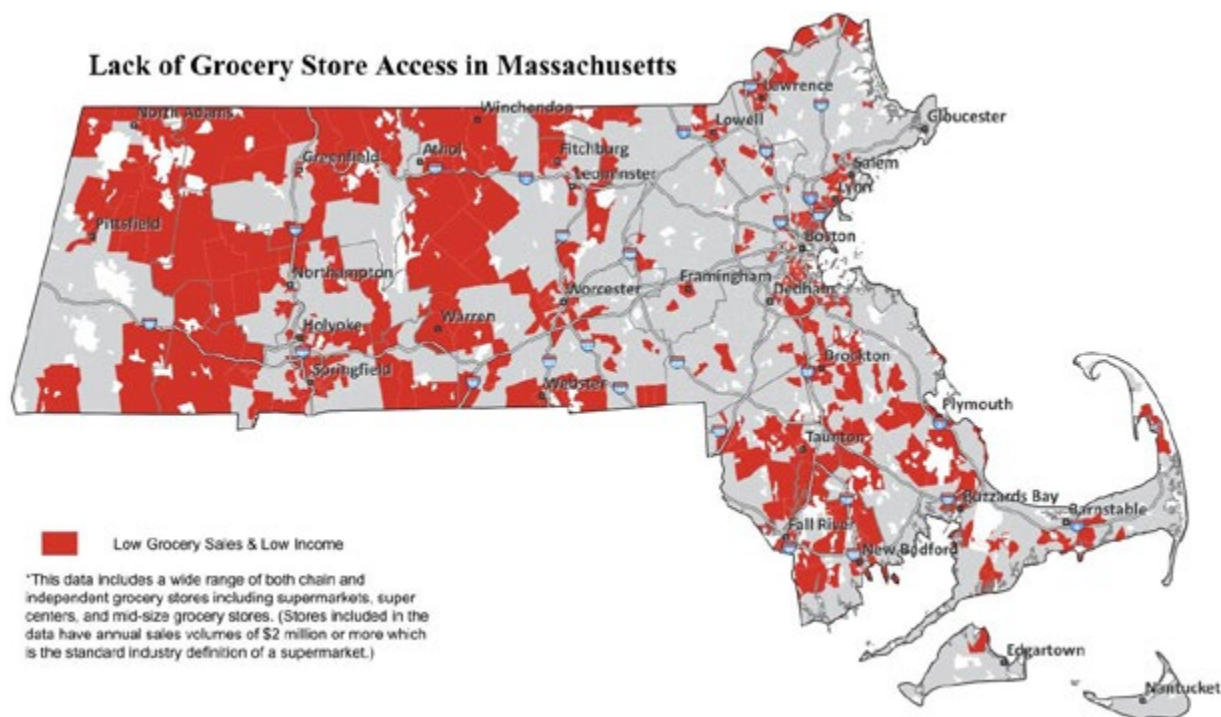 Lack of Grocery Store Access in Massachusetts
North Adams
Winchendon
Lawrence
Lowell
Gloucester
Greenfield
Athol
Fitchburg
Leominster
Salem
Lynn
Pittsfield
Boston
Northampton
Worcester
Framingham
Dedham
Holyoke
Warren
Springfield
Webster
Brockton
Plymouth
Taunton
Buzzards Bay
Barnstable
Fall River
New Bedford
Edgartown
Nantucket
Low Grocery Sales & Low Income
*This data includes a wide range of both chain and
independent grocery stores including supermarkets, super
centers, and mid-size grocery stores. (Stores included in the
data have annual sales volumes of $2 million or more which
is the standard industry definition of a supermarket.)